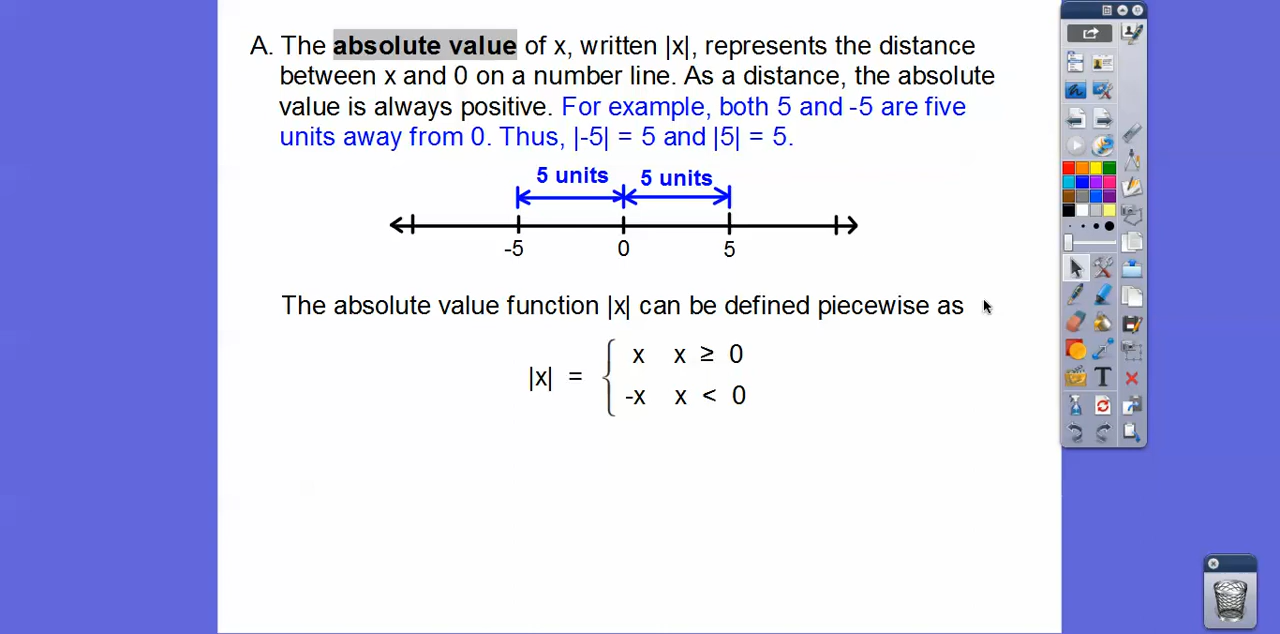 A. The absolute value of x, written |x|, represents the distance
between x and 0 on a number line. As a distance, the absolute
value is always positive. For example, both 5 and -5 are five
units away from 0. Thus, |-5| = 5 and |5| = 5.
5 units 5 units
-5 0 5
The absolute value function |x| can be defined piecewise as
|x| = { x x ≥ 0
-x x < 0